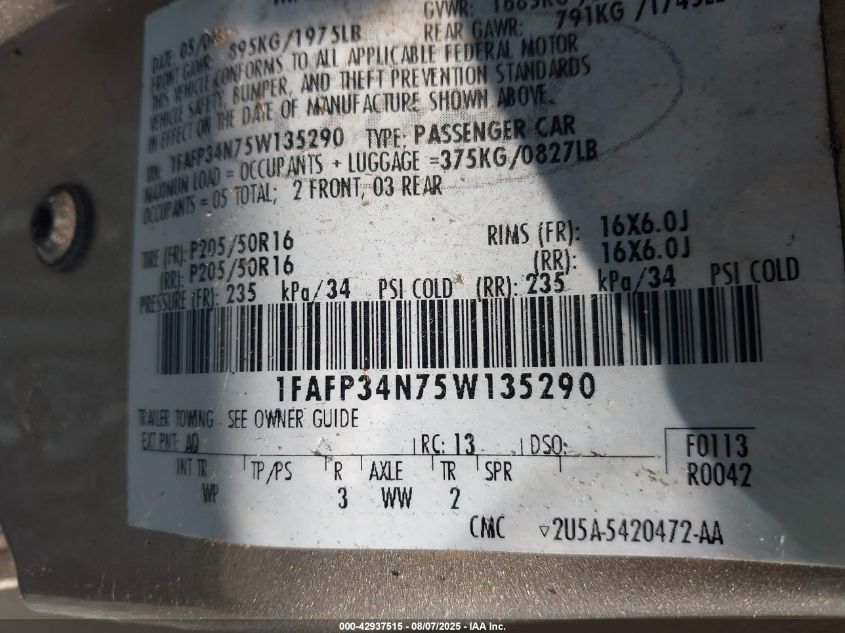 GVWR: 1685KG
DATE: 05/0 REAR GAWR: 791KG /1745LB
FRONT GAWR: 895KG/1975LB
THIS VEHICLE CONFORMS TO ALL APPLICABLE FEDERAL MOTOR
VEHICLE SAFETY, BUMPER, AND THEFT PREVENTION STANDARDS
IN EFFECT ON THE DATE OF MANUFACTURE SHOWN ABOVE.
VIN: 1FAFP34N75W135290 TYPE: PASSENGER CAR
MAXIMUM LOAD = OCCUPANTS + LUGGAGE =375KG/0827LB
OCCUPANTS = 05 TOTAL; 2 FRONT, 03 REAR
TIRE (FR): P205/50R16 RIMS (FR): 16X6.0J
(RR): P205/50R16 (RR): 16X6.0J
PRESSURE (FR): 235 kPa/34 PSI COLD (RR): 235 kPa/34 PSI COLD
1FAFP34N75W135290
TRAILER TOWING - SEE OWNER GUIDE
EXT PNT: AQ RC: 13 DSO: F0113
INT TR TP/PS R AXLE TR SPR R0042
WP 3 WW 2
CMC ▽2U5A-5420472-AA
000-42937515 - 08/07/2025 - IAA Inc.